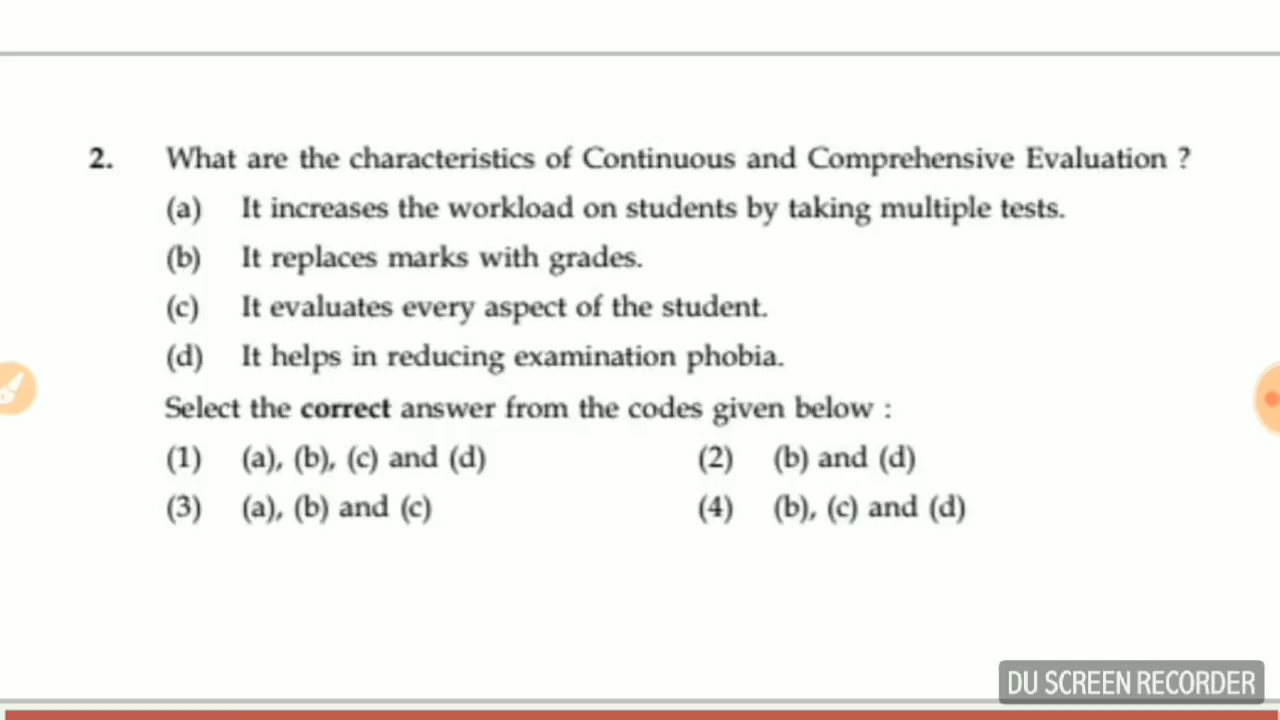 2. What are the characteristics of Continuous and Comprehensive Evaluation ?
(a) It increases the workload on students by taking multiple tests.
(b) It replaces marks with grades.
(c) It evaluates every aspect of the student.
(d) It helps in reducing examination phobia.
Select the correct answer from the codes given below :
(1) (a), (b), (c) and (d) (2) (b) and (d)
(3) (a), (b) and (c) (4) (b), (c) and (d)
DU SCREEN RECORDER